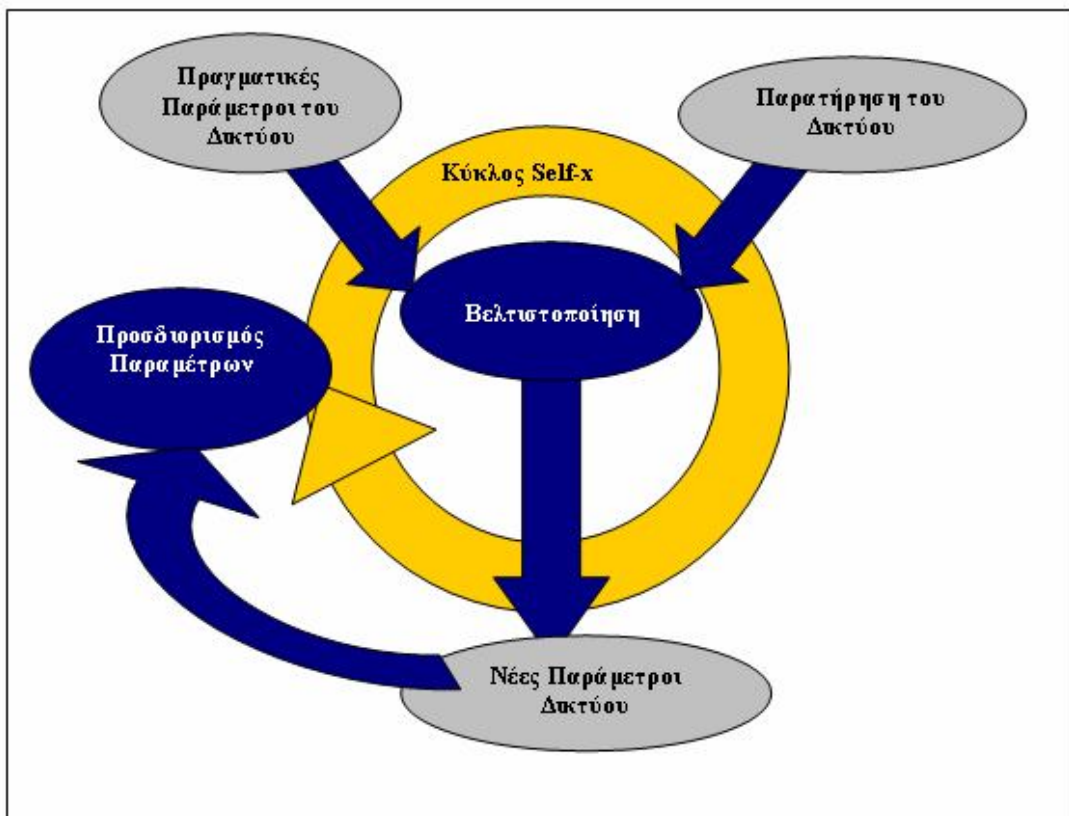 Πραγματικές
Παράμετροι του
Δικτύου
Παρατήρηση του
Δικτύου
Κύκλος Self-x
Βελτιστοποίηση
Προσδιορισμός
Παραμέτρων
Νέες Παράμετροι
Δικτύου